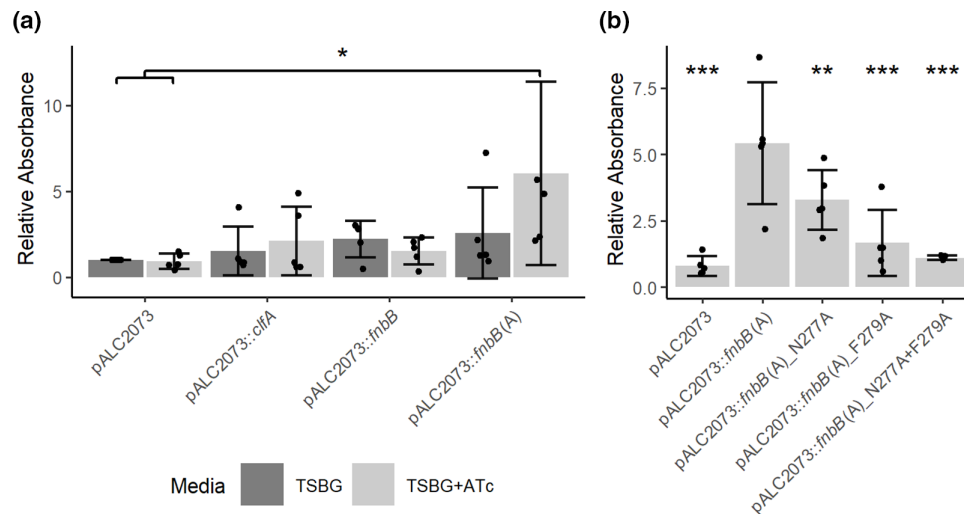 (a)
*
Relative Absorbance
10
5
0
pALC2073
pALC2073::clfA
pALC2073::fnbB
pALC2073::fnbB(A)
Media TSBG TSBG+ATc
(b)
*** ** *** ***
Relative Absorbance
7.5
5.0
2.5
0.0
pALC2073
pALC2073::fnbB(A)
pALC2073::fnbB(A)_N277A
pALC2073::fnbB(A)_F279A
pALC2073::fnbB(A)_N277A+F279A